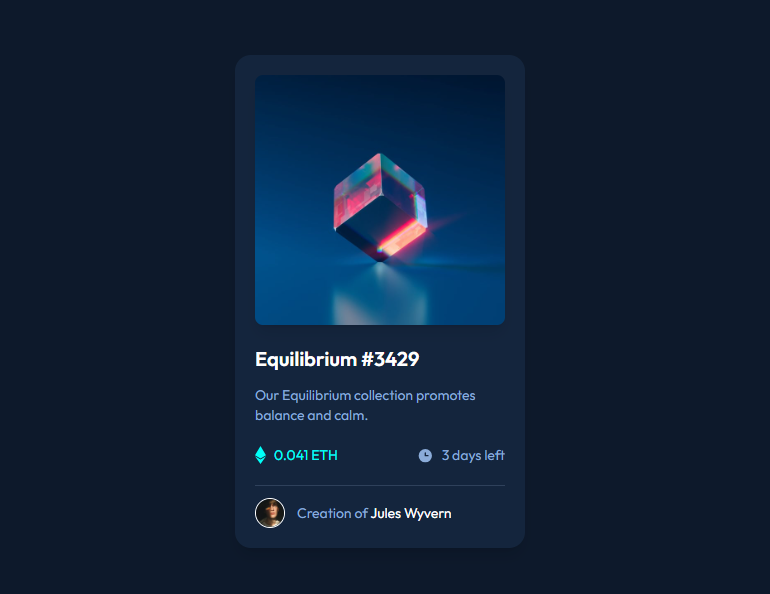 Equilibrium #3429
Our Equilibrium collection promotes
balance and calm.
0.041 ETH
3 days left
Creation of Jules Wyvern